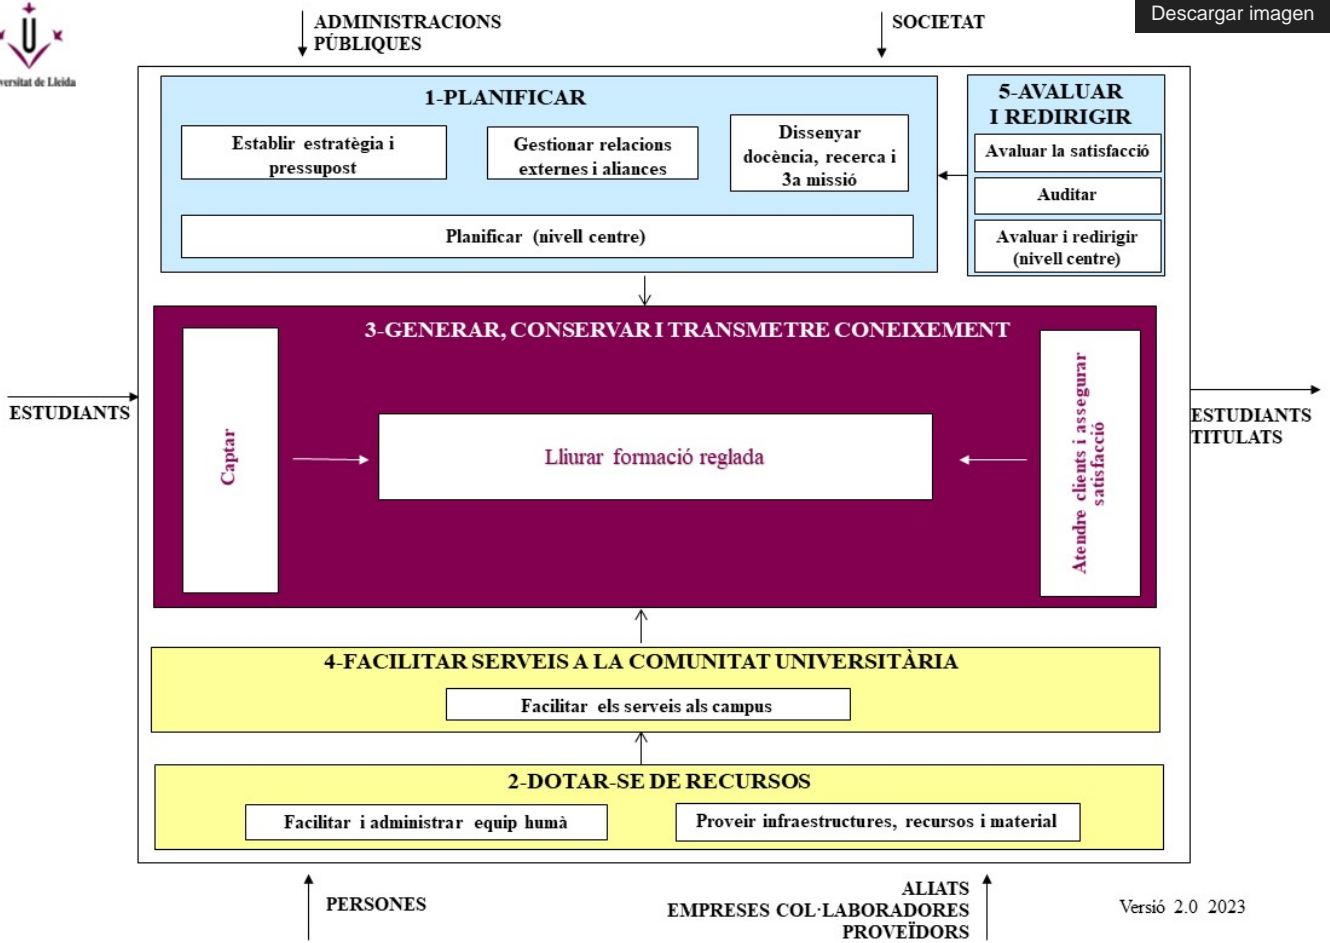 ADMINISTRACIONS
PÚBLIQUES
SOCIETAT
Descargar imagen
versitat de Lleida
1-PLANIFICAR
Establir estratègia i
pressupost
Gestionar relacions
externes i aliances
Dissenyar
docència, recerca i
3a missió
Planificar (nivell centre)
5-AVALUAR
I REDIRIGIR
Avaluar la satisfacció
Auditar
Avaluar i redirigir
(nivell centre)
3-GENERAR, CONSERVAR I TRANSMETRE CONEIXEMENT
ESTUDIANTS
Captar
Lliurar formació reglada
Atendre clients i assegurar
satisfacció
ESTUDIANTS
TITULATS
4-FACILITAR SERVEIS A LA COMUNITAT UNIVERSITÀRIA
Facilitar els serveis als campus
2-DOTAR-SE DE RECURSOS
Facilitar i administrar equip humà
Proveir infraestructures, recursos i material
PERSONES
ALIATS
EMPRESES COL·LABORADORES
PROVEÏDORS
Versió 2.0 2023